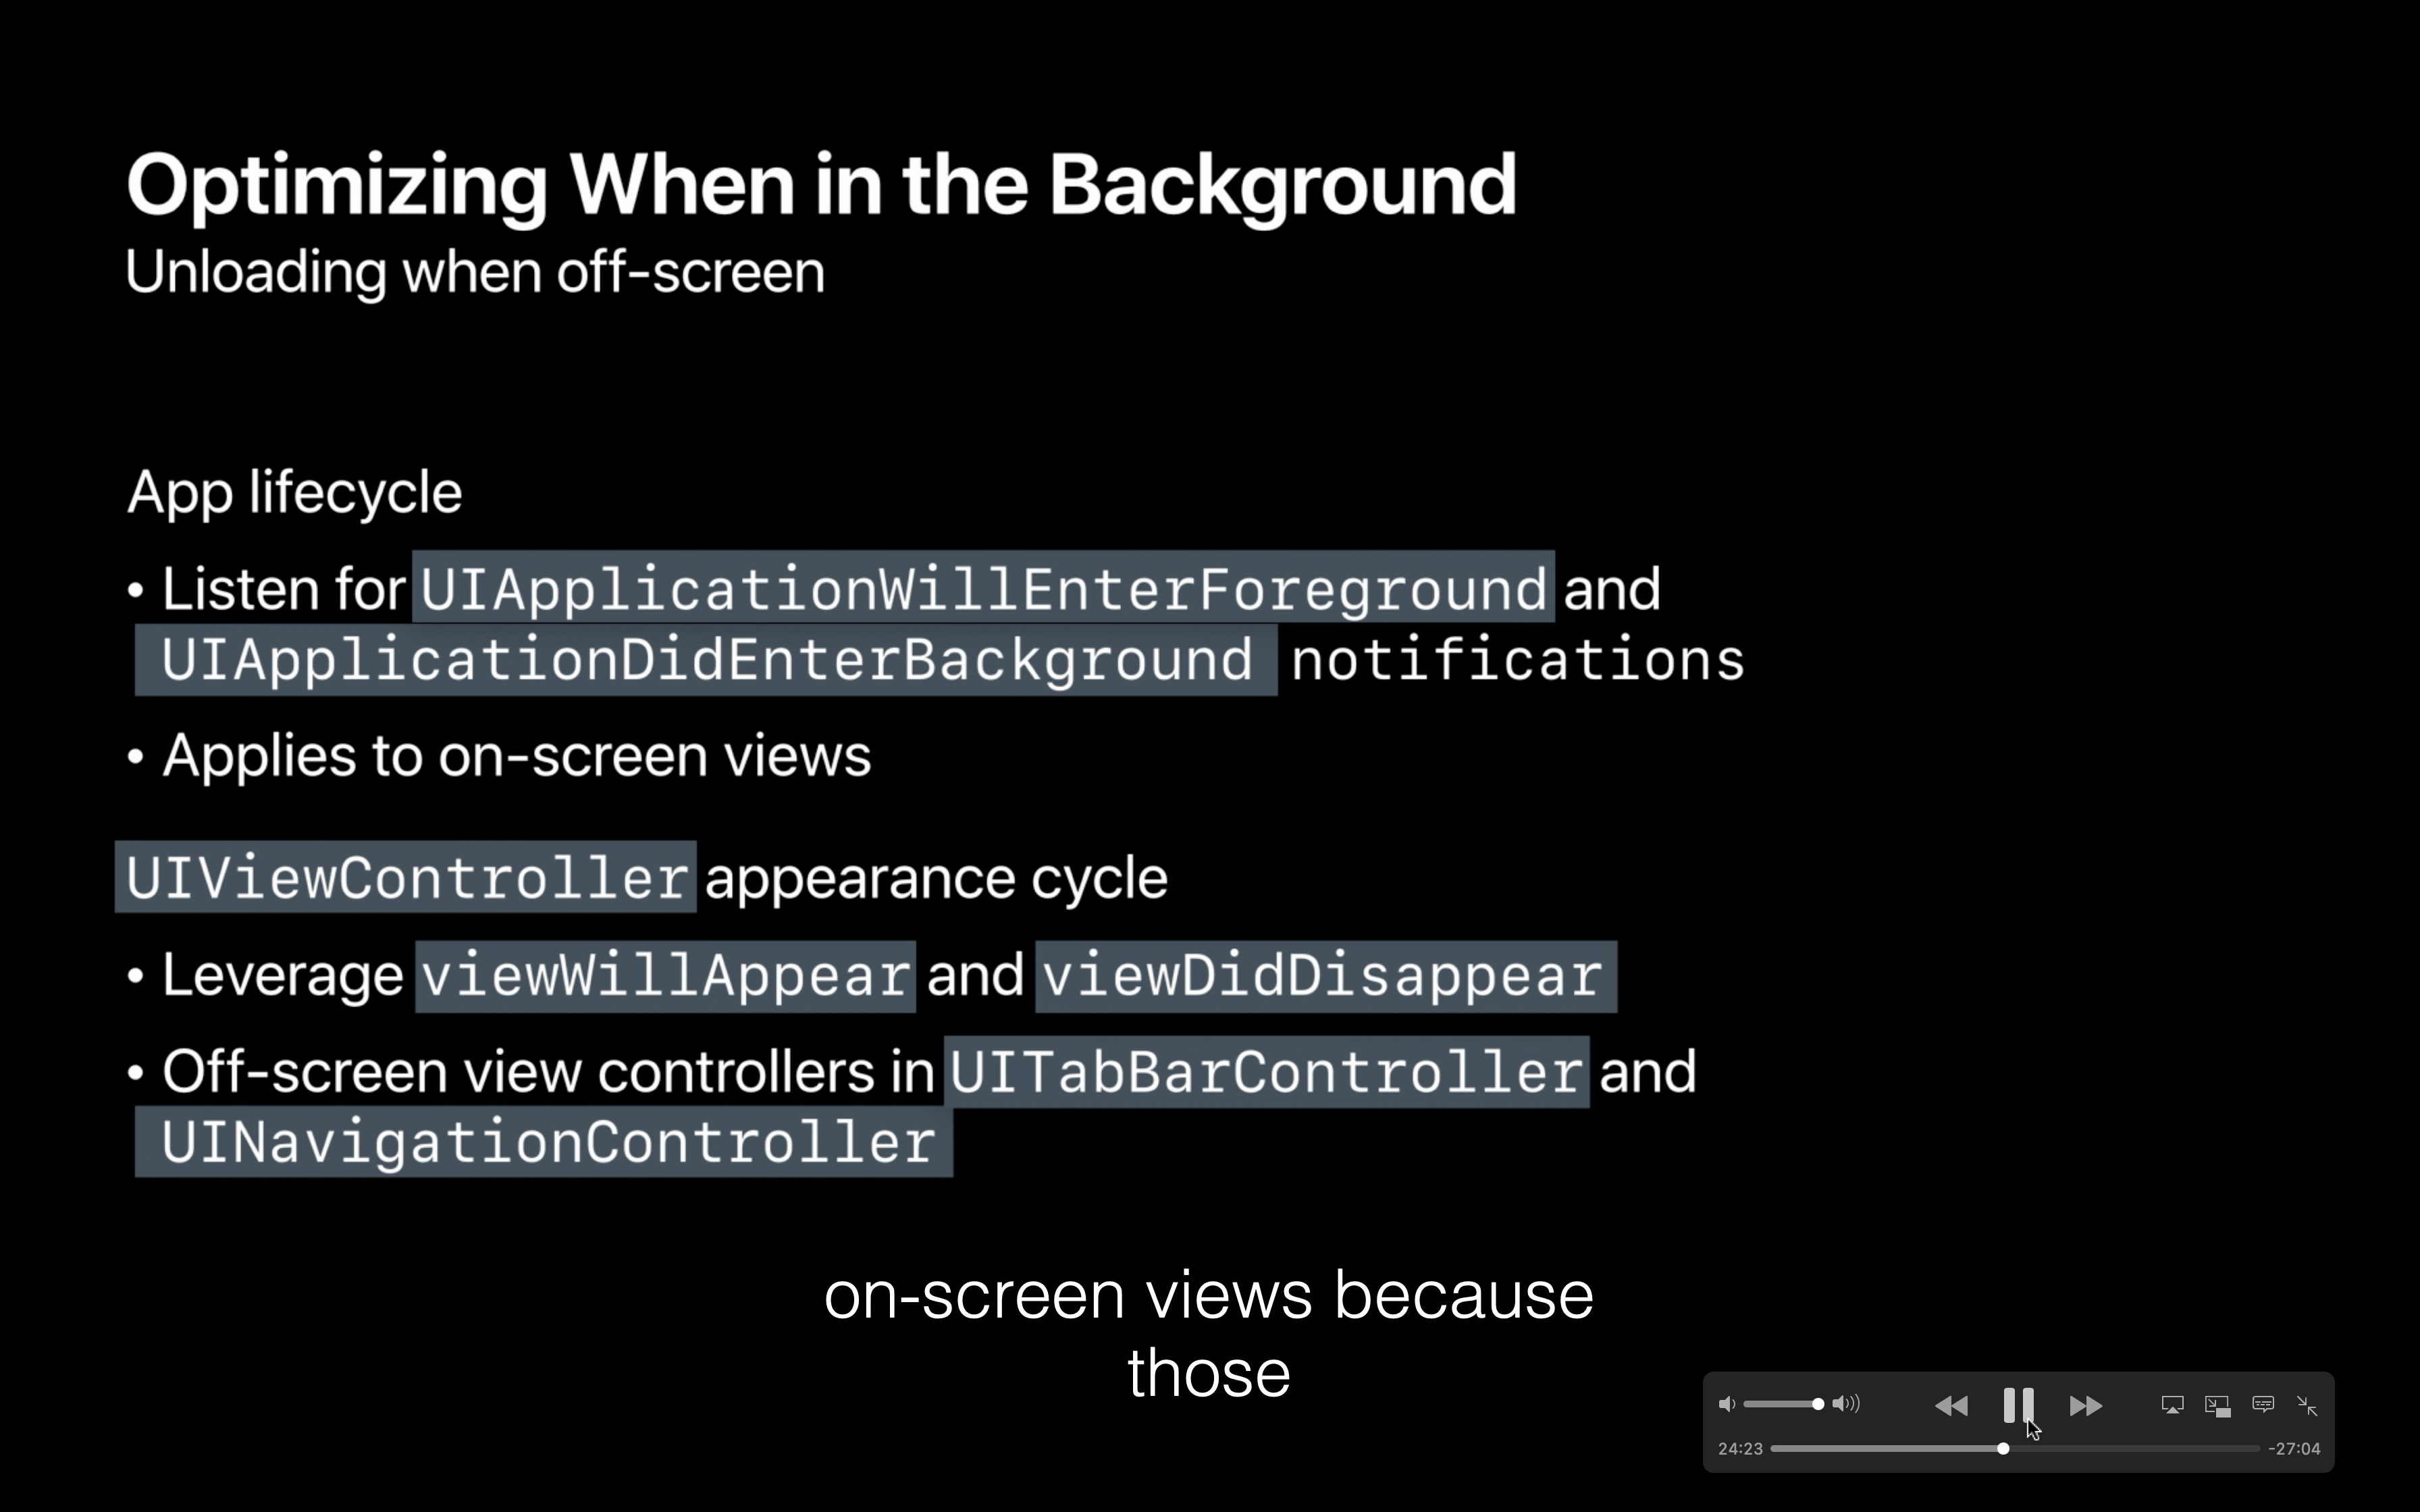 Optimizing When in the Background
Unloading when off-screen
App lifecycle
• Listen for UIApplicationWillEnterForeground and
UIApplicationDidEnterBackground notifications
• Applies to on-screen views
UIViewController appearance cycle
• Leverage viewWillAppear and viewDidDisappear
• Off-screen view controllers in UITabBarController and
UINavigationController
on-screen views because
those
24:23
-27:04